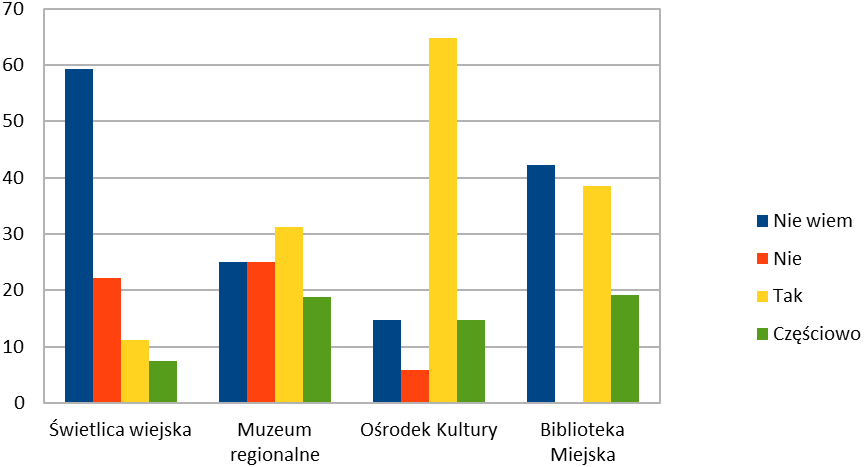 70
60
50
40
30
20
10
0
Świetlica wiejska
Muzeum
regionalne
Ośrodek Kultury
Biblioteka
Miejska
Nie wiem
Nie
Tak
Częściowo